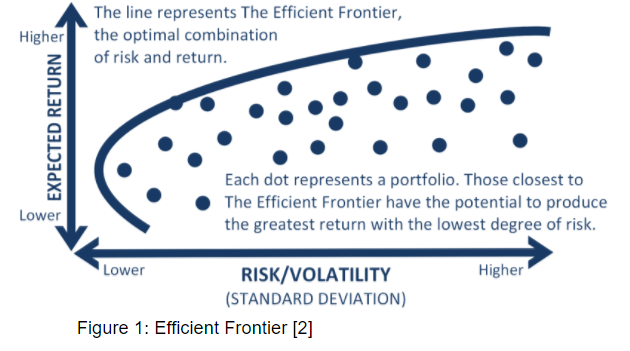 The line represents The Efficient Frontier,
the optimal combination
of risk and return.
Higher
EXPECTED RETURN
Lower
Each dot represents a portfolio. Those closest to
The Efficient Frontier have the potential to produce
the greatest return with the lowest degree of risk.
Lower
RISK/VOLATILITY
Higher
(STANDARD DEVIATION)
Figure 1: Efficient Frontier [2]